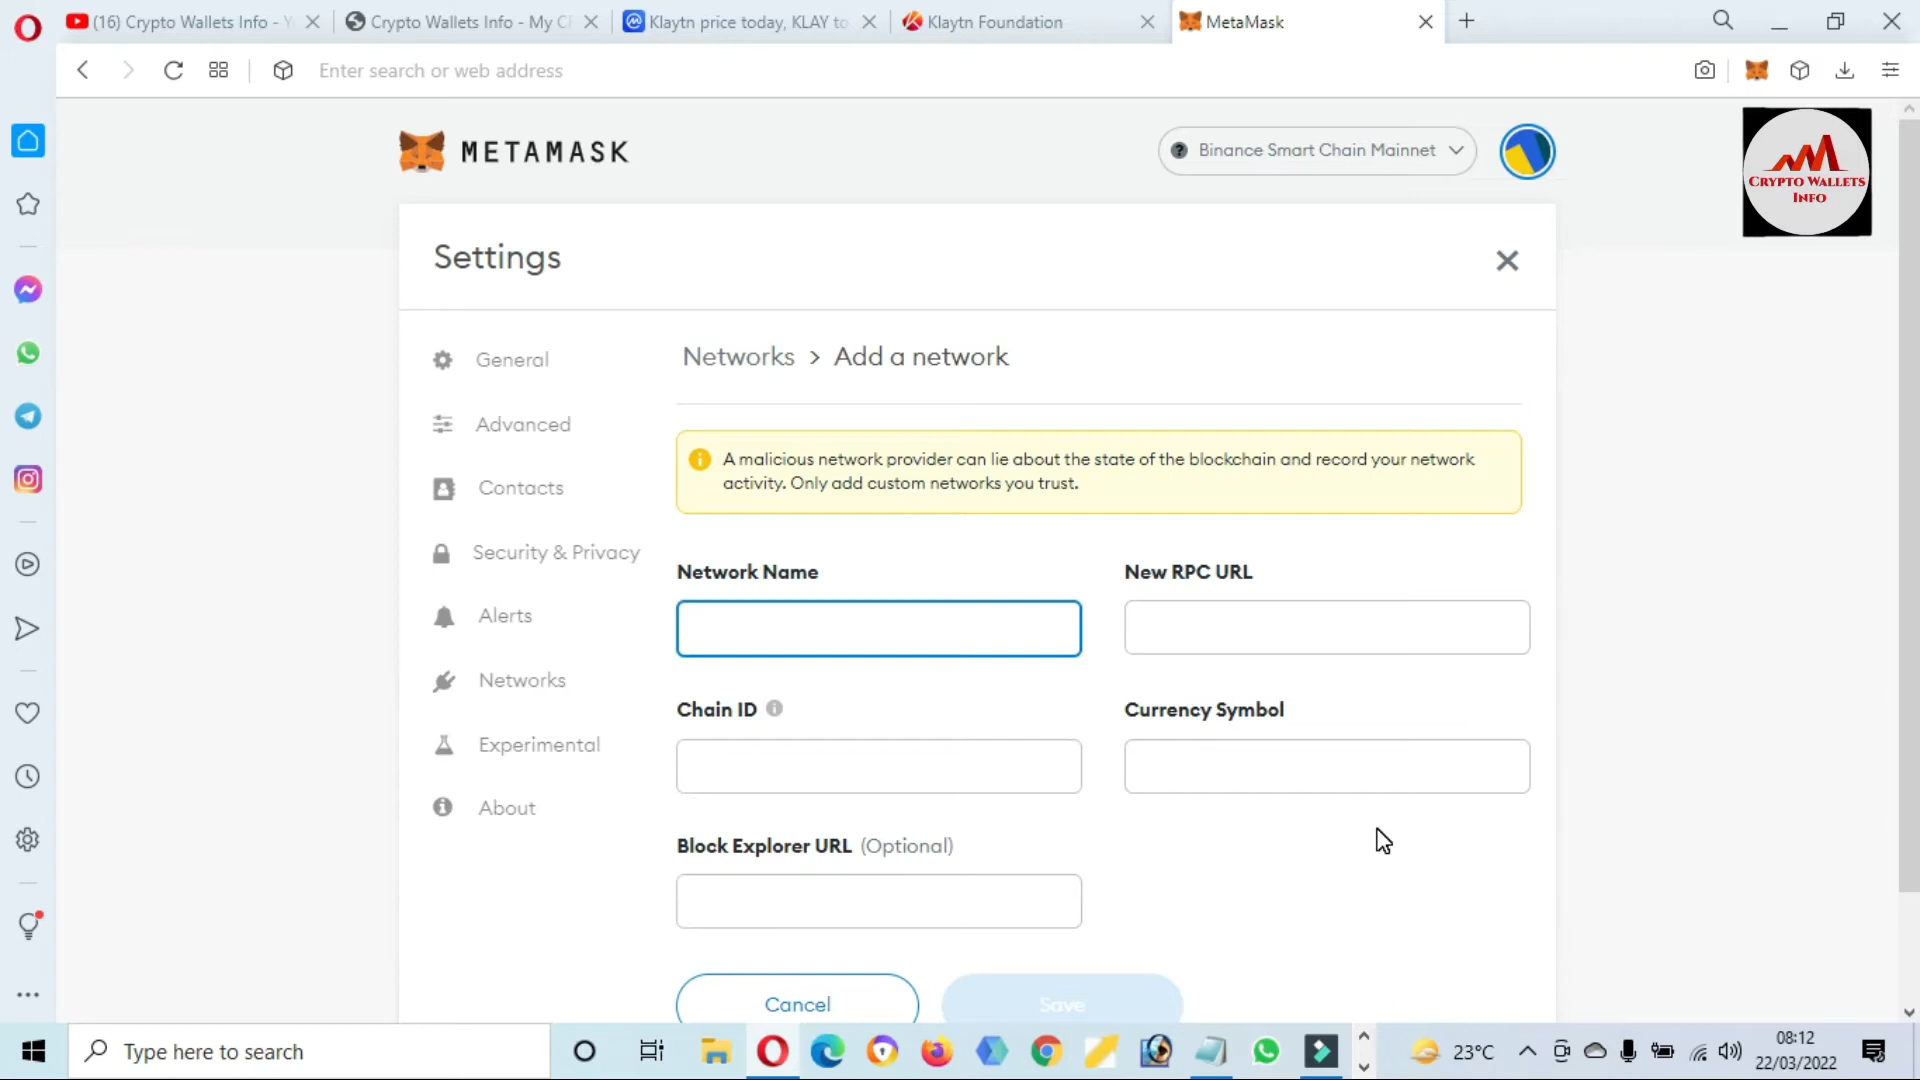 (16) Crypto Wallets Info - Y
Crypto Wallets Info - My C
Klaytn price today, KLAY to
Klaytn Foundation
MetaMask
Enter search or web address
METAMASK
Binance Smart Chain Mainnet
CRYPTO WALLETS
INFO
Settings
General
Advanced
Contacts
Security & Privacy
Alerts
Networks
Experimental
About
Networks > Add a network
A malicious network provider can lie about the state of the blockchain and record your network
activity. Only add custom networks you trust.
Network Name
New RPC URL
Chain ID
Currency Symbol
Block Explorer URL (Optional)
Cancel
Save
Type here to search
23°C
08:12
22/03/2022